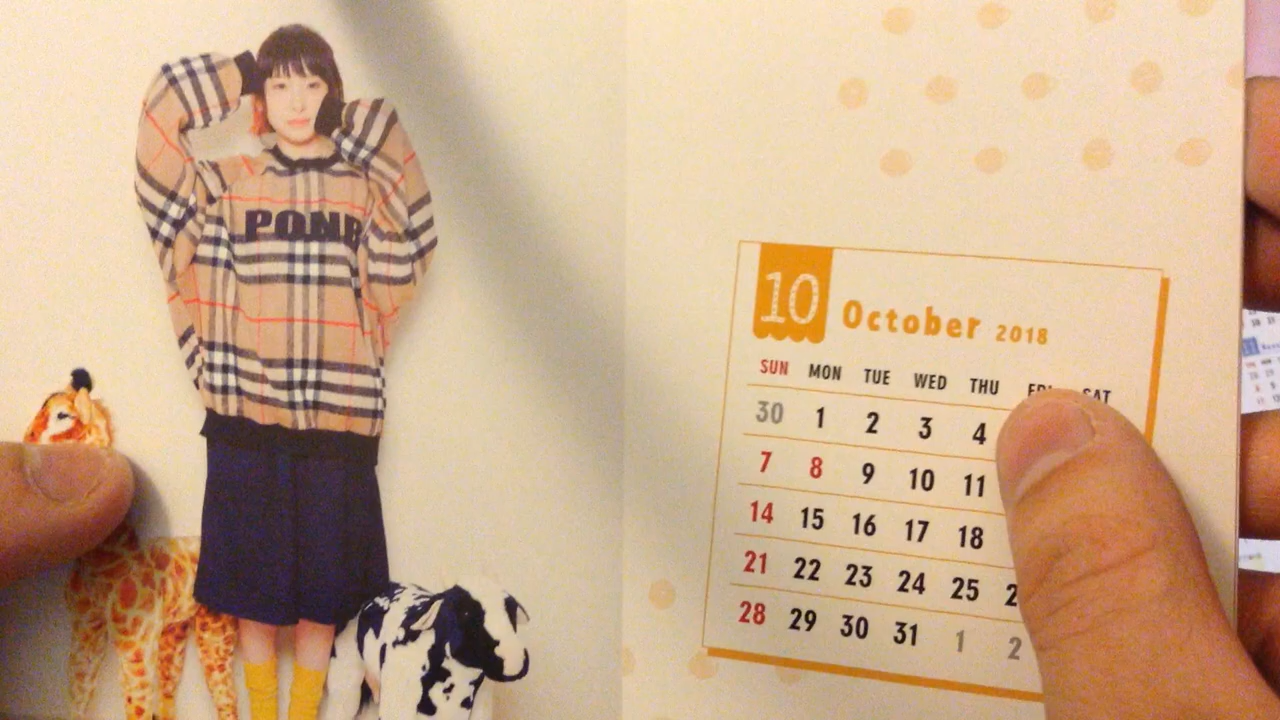 PONP
10 October 2018
SUN MON TUE WED THU SAT
30 1 2 3 4
7 8 9 10 11
14 15 16 17 18
21 22 23 24 25
28 29 30 31 1 2